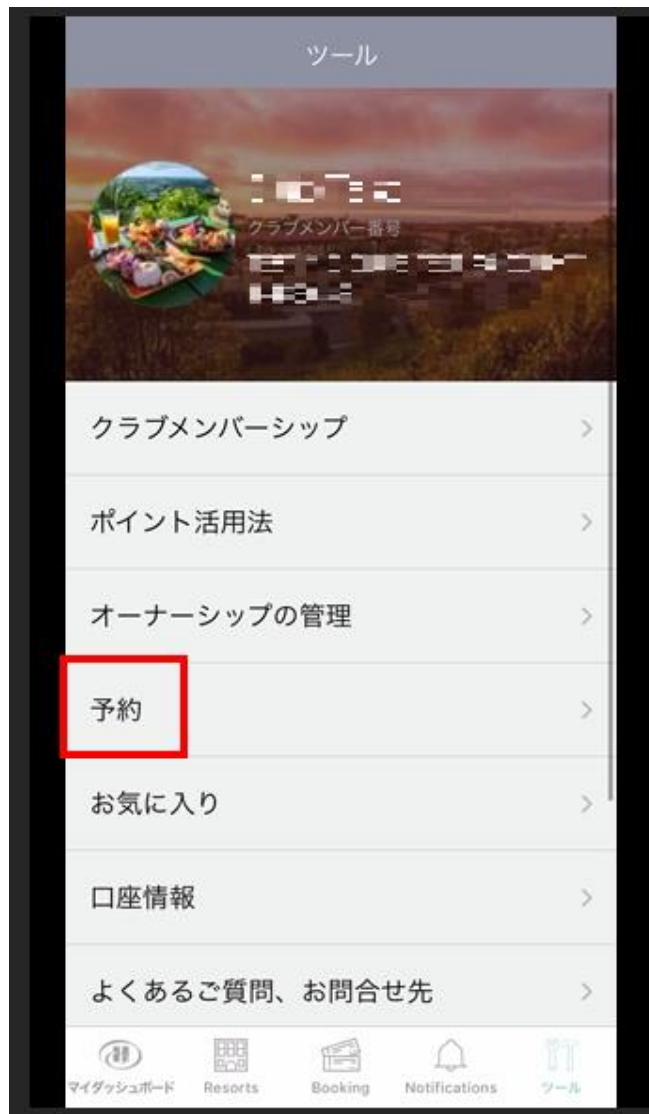 ツール
クラブメンバー番号
クラブメンバーシップ
ポイント活用法
オーナーシップの管理
予約
お気に入り
口座情報
よくあるご質問、お問合せ先
マイダッシュボード Resorts Booking Notifications ツール